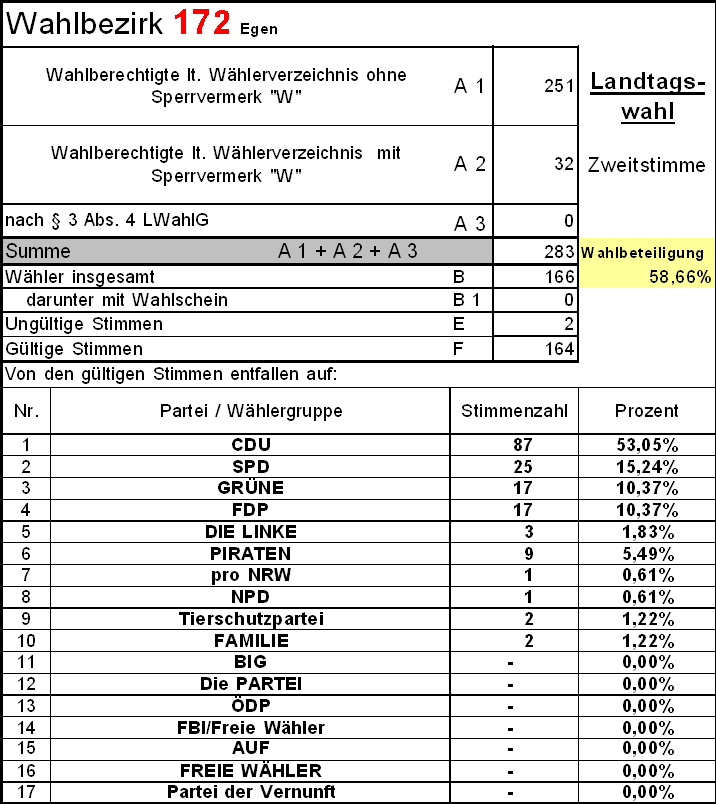 Wahlbezirk 172 Egen
Wahlberechtigte lt. Wählerverzeichnis ohne
Sperrvermerk "W"
A 1
251
Landtags-
wahl
Wahlberechtigte lt. Wählerverzeichnis mit
Sperrvermerk "W"
A 2
32
Zweitstimme
nach § 3 Abs. 4 LWahlG A 3 0
Summe A 1 + A 2 + A 3 283 Wahlbeteiligung
Wähler insgesamt B 166 58,66%
darunter mit Wahlschein B 1 0
Ungültige Stimmen E 2
Gültige Stimmen F 164
Von den gültigen Stimmen entfallen auf:
Nr. Partei / Wählergruppe Stimmenzahl Prozent
1 CDU 87 53,05%
2 SPD 25 15,24%
3 GRÜNE 17 10,37%
4 FDP 17 10,37%
5 DIE LINKE 3 1,83%
6 PIRATEN 9 5,49%
7 pro NRW 1 0,61%
8 NPD 1 0,61%
9 Tierschutzpartei 2 1,22%
10 FAMILIE 2 1,22%
11 BIG - 0,00%
12 Die PARTEI - 0,00%
13 ÖDP - 0,00%
14 FBI/Freie Wähler - 0,00%
15 AUF - 0,00%
16 FREIE WÄHLER - 0,00%
17 Partei der Vernunft - 0,00%